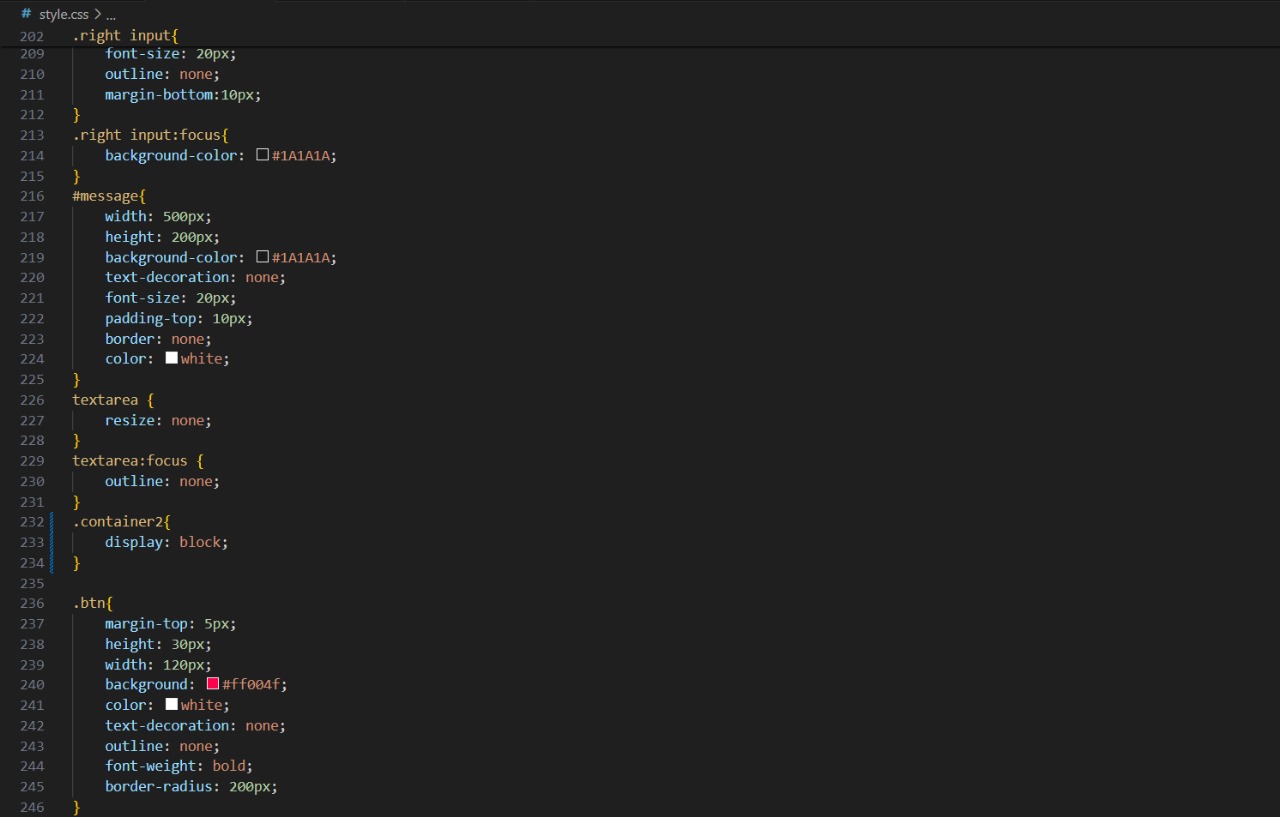 # style.css > ...
202 .right input{
209 font-size: 20px;
210 outline: none;
211 margin-bottom:10px;
212 }
213 .right input:focus{
214 background-color: #1A1A1A;
215 }
216 #message{
217 width: 500px;
218 height: 200px;
219 background-color: #1A1A1A;
220 text-decoration: none;
221 font-size: 20px;
222 padding-top: 10px;
223 border: none;
224 color: white;
225 }
226 textarea {
227 resize: none;
228 }
229 textarea:focus {
230 outline: none;
231 }
232 .container2{
233 display: block;
234 }
235
236 .btn{
237 margin-top: 5px;
238 height: 30px;
239 width: 120px;
240 background: #ff004f;
241 color: white;
242 text-decoration: none;
243 outline: none;
244 font-weight: bold;
245 border-radius: 200px;
246 }